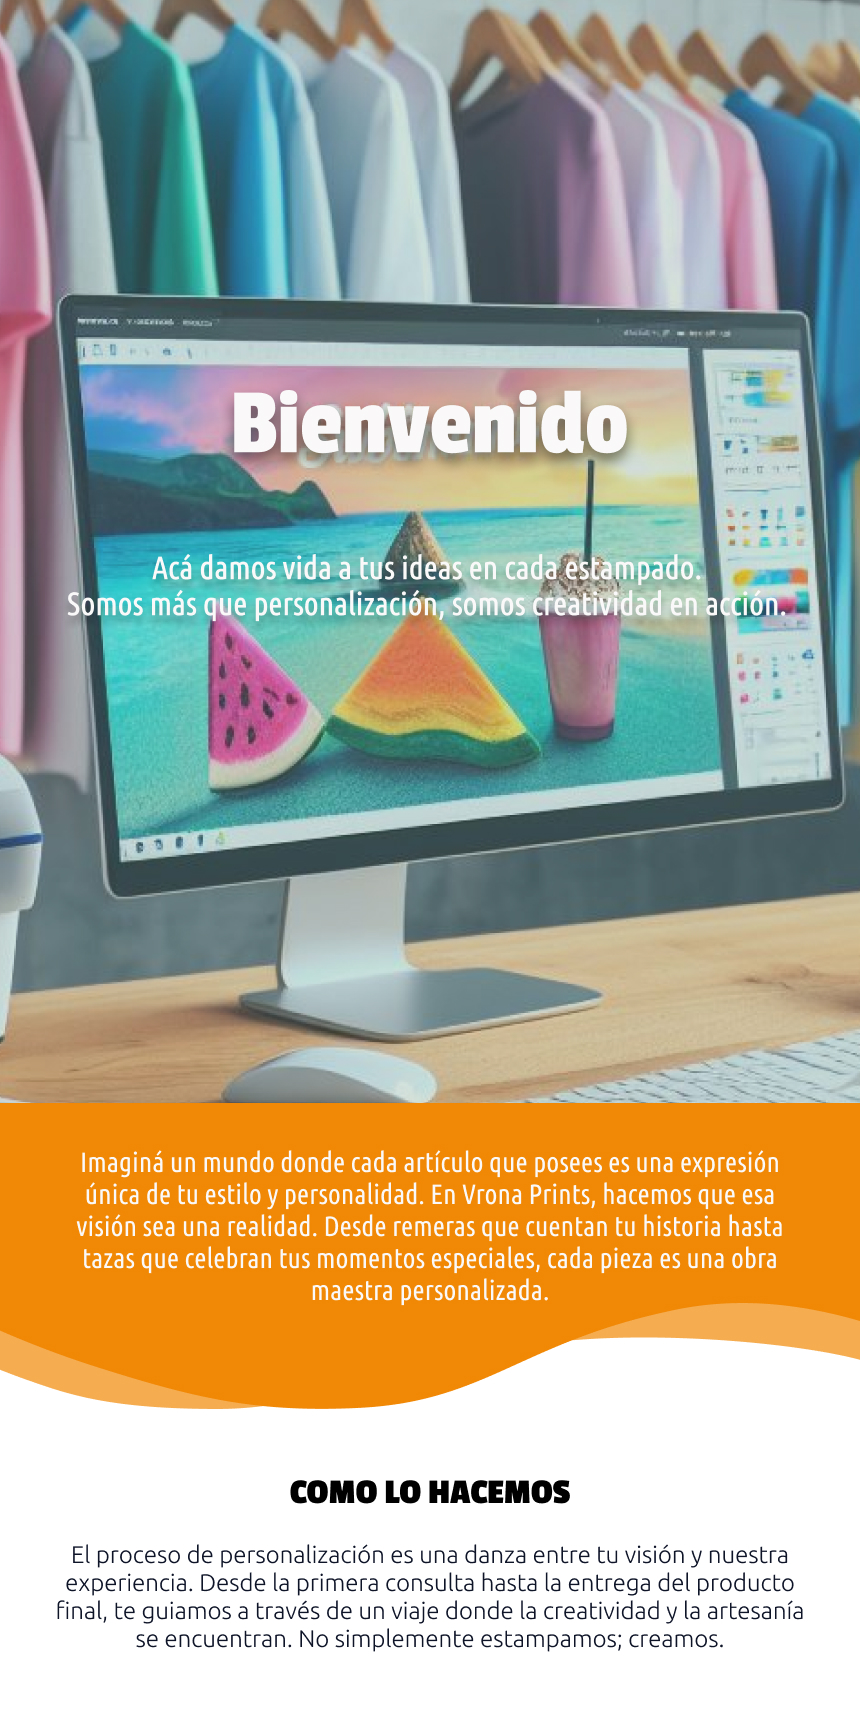 Bienvenido
Acá damos vida a tus ideas en cada estampado.
Somos más que personalización, somos creatividad en acción.
Imaginá un mundo donde cada artículo que posees es una expresión
única de tu estilo y personalidad. En Vrona Prints, hacemos que esa
visión sea una realidad. Desde remeras que cuentan tu historia hasta
tazas que celebran tus momentos especiales, cada pieza es una obra
maestra personalizada.
COMO LO HACEMOS
El proceso de personalización es una danza entre tu visión y nuestra
experiencia. Desde la primera consulta hasta la entrega del producto
final, te guiamos a través de un viaje donde la creatividad y la artesanía
se encuentran. No simplemente estampamos; creamos.